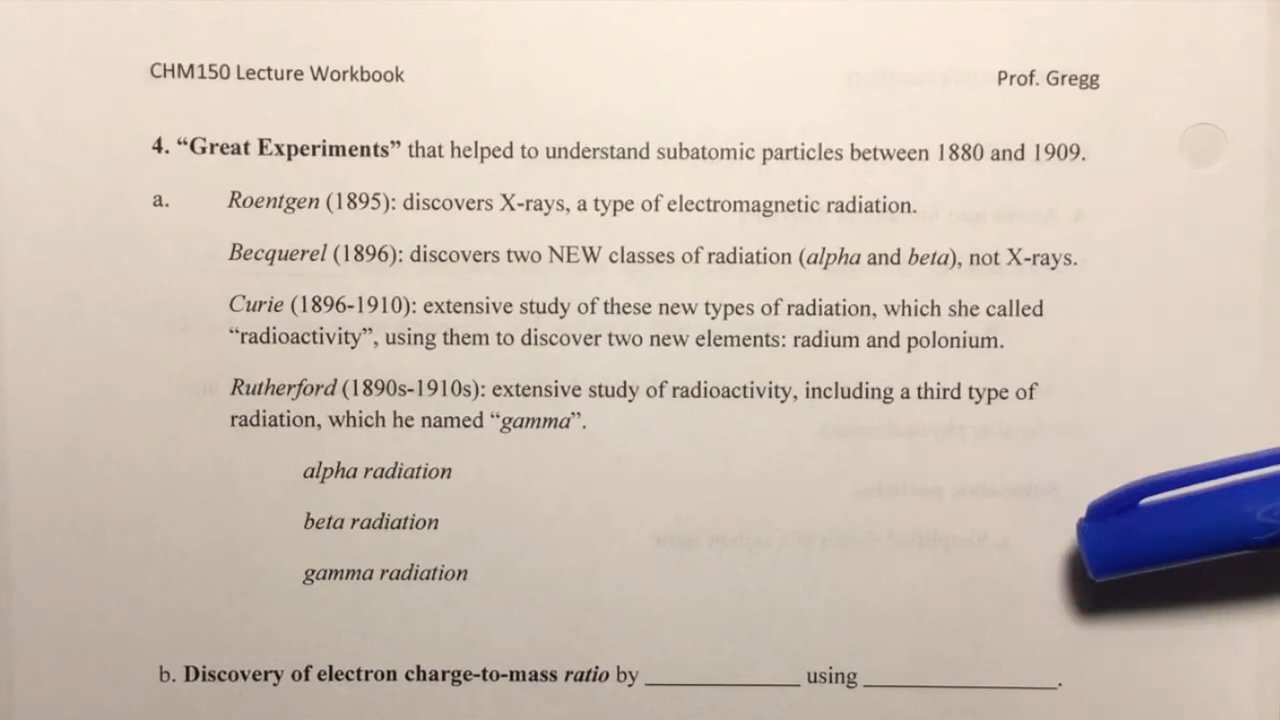 CHM150 Lecture Workbook
Prof. Gregg
4. “Great Experiments” that helped to understand subatomic particles between 1880 and 1909.
a. Roentgen (1895): discovers X-rays, a type of electromagnetic radiation.
Becquerel (1896): discovers two NEW classes of radiation (alpha and beta), not X-rays.
Curie (1896-1910): extensive study of these new types of radiation, which she called
“radioactivity”, using them to discover two new elements: radium and polonium.
Rutherford (1890s-1910s): extensive study of radioactivity, including a third type of
radiation, which he named “gamma”.
alpha radiation
beta radiation
gamma radiation
b. Discovery of electron charge-to-mass ratio by ____________ using _______________.